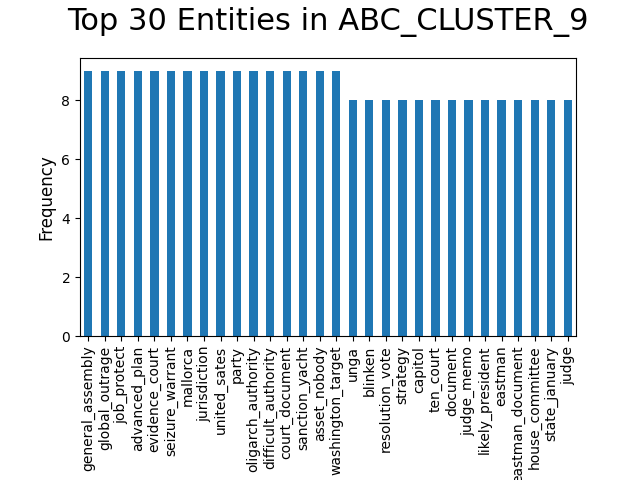 Top 30 Entities in ABC_CLUSTER_9
Frequency
8
6
4
2
0
general_assembly
global_outrage
job_protect
advanced_plan
evidence_court
seizure_warrant
mallorca
jurisdiction
united_sates
party
oligarch_authority
difficult_authority
court_document
sanction_yacht
asset_nobody
washington_target
unga
blinken
resolution_vote
strategy
capitol
ten_court
document
judge_memo
likely_president
eastman
eastman_document
house_committee
state_january
judge